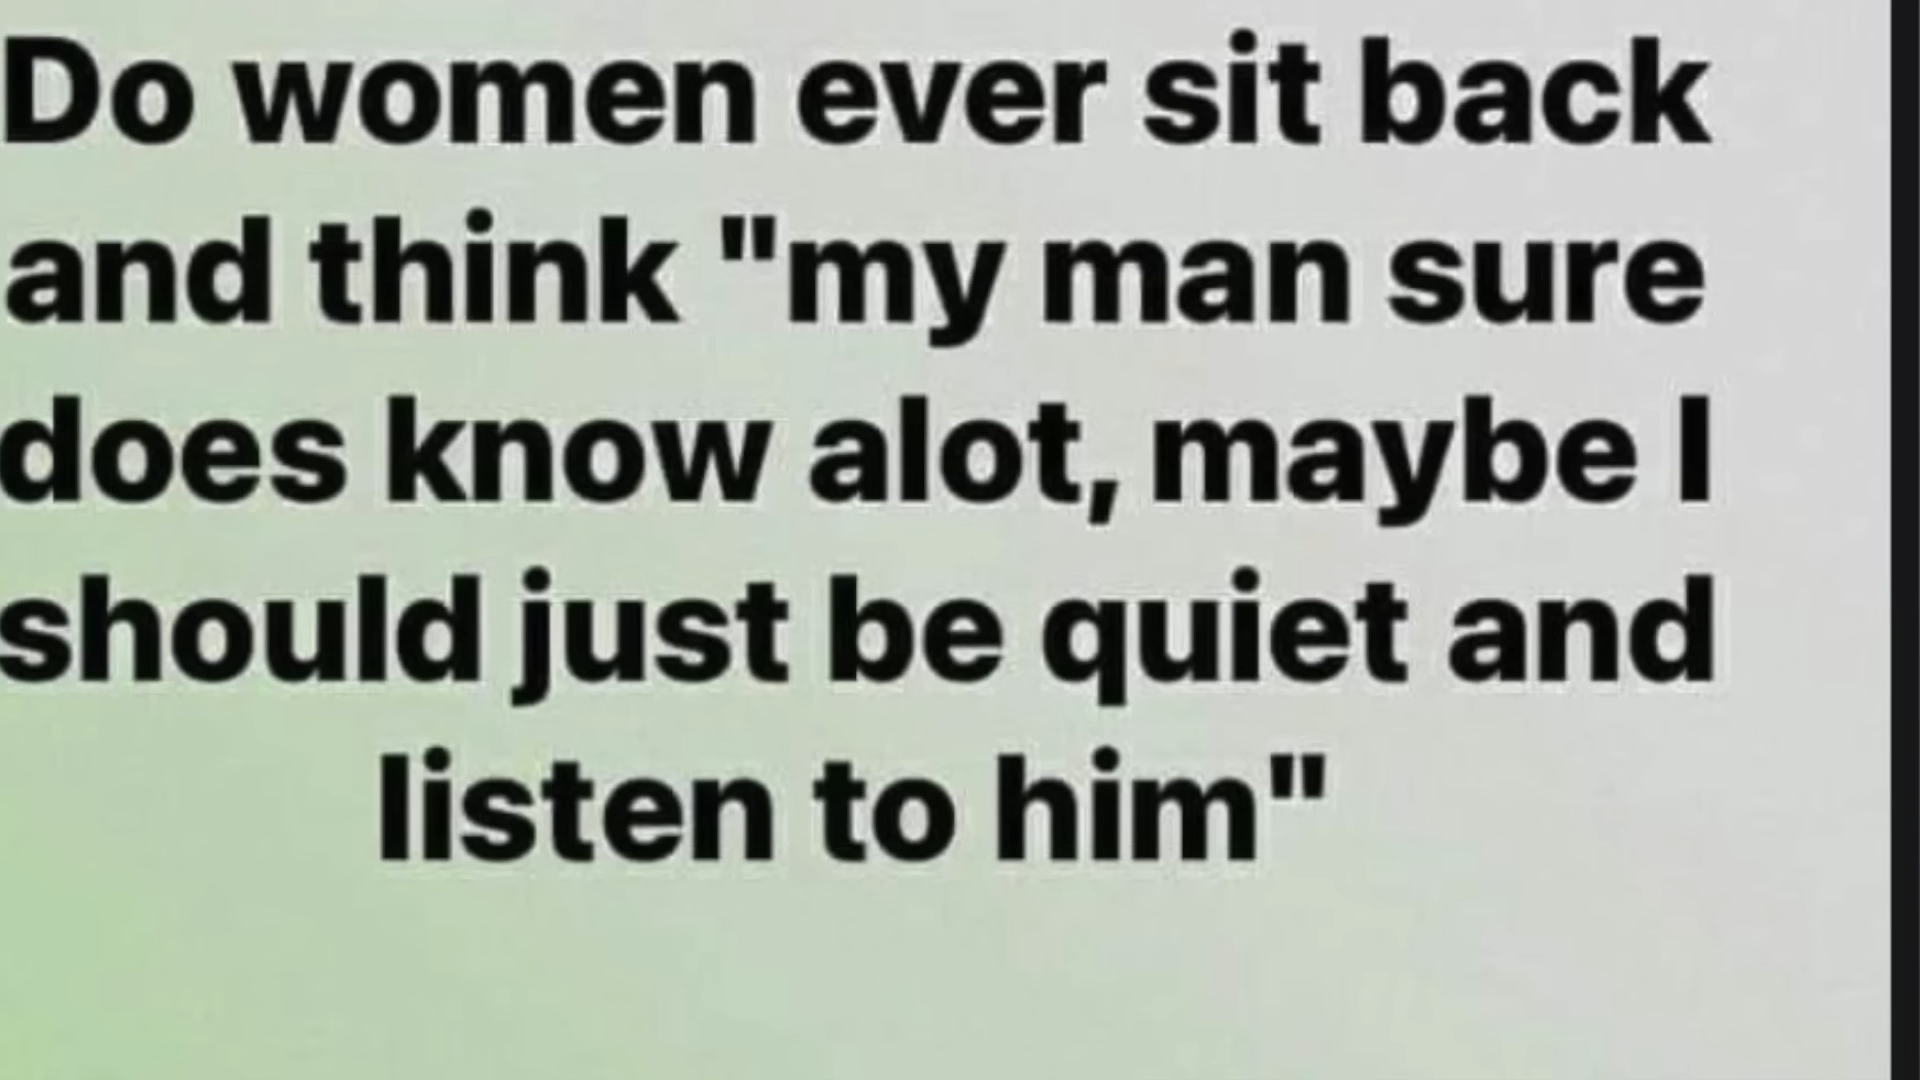 Do women ever sit back
and think "my man sure
does know alot, maybe I
should just be quiet and
listen to him"